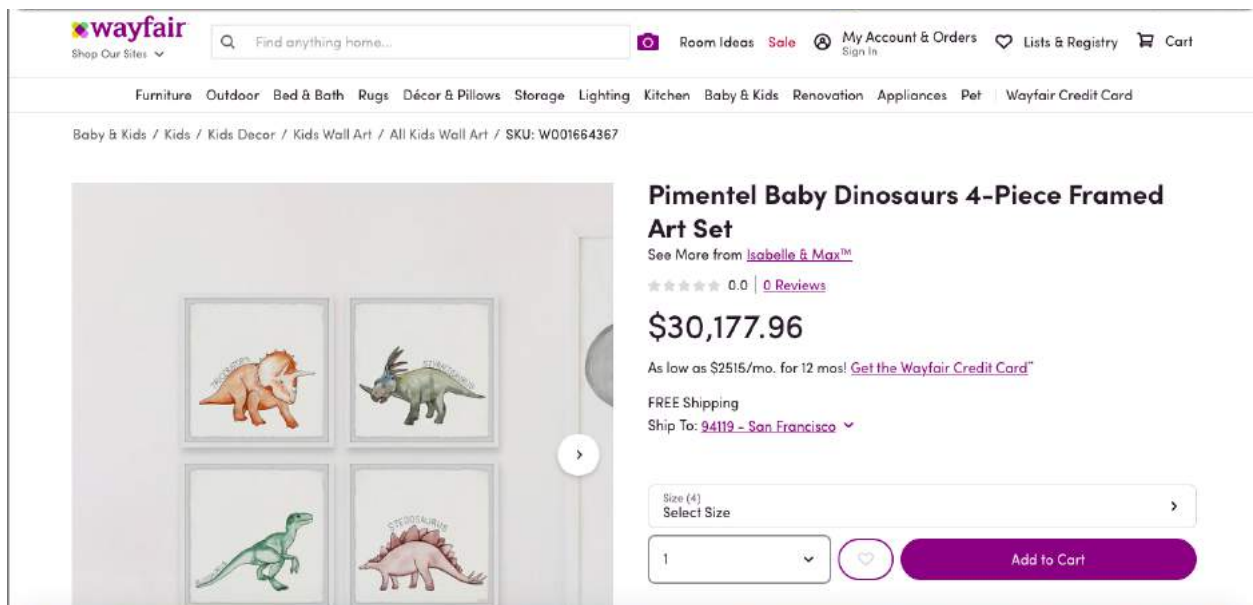 wayfair
Shop Our Sites
Find anything home...
Room Ideas Sale My Account & Orders Lists & Registry Cart
Sign In
Furniture Outdoor Bed & Bath Rugs Décor & Pillows Storage Lighting Kitchen Baby & Kids Renovation Appliances Pet Wayfair Credit Card
Baby & Kids / Kids / Kids Decor / Kids Wall Art / All Kids Wall Art / SKU: W001664367
Pimentel Baby Dinosaurs 4-Piece Framed
Art Set
See More from Isabelle & Max™
0.0 | 0 Reviews
$30,177.96
As low as $2515/mo. for 12 mos! Get the Wayfair Credit Card
FREE Shipping
Ship To: 94119 - San Francisco
Size (4)
Select Size
1
Add to Cart
TRICERATOPS
STYRACOSAURUS
STEGOSAURUS